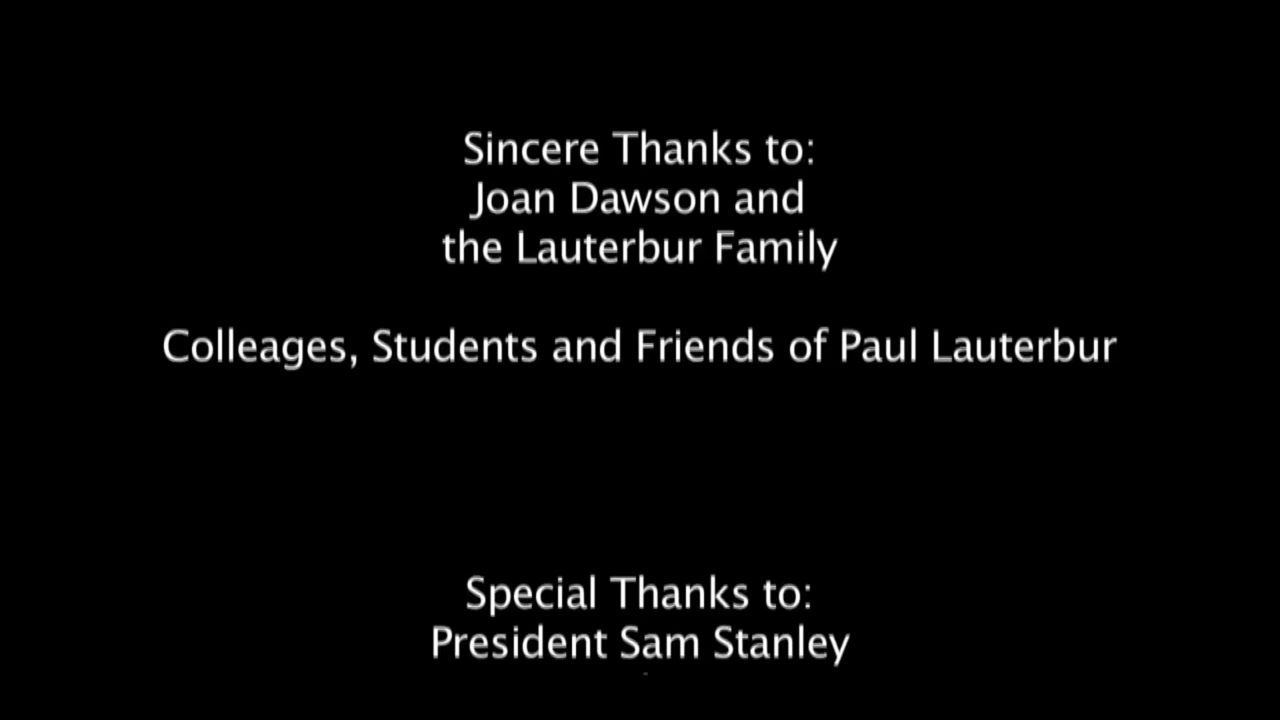 Sincere Thanks to:
Joan Dawson and
the Lauterbur Family
Colleages, Students and Friends of Paul Lauterbur
Special Thanks to:
President Sam Stanley